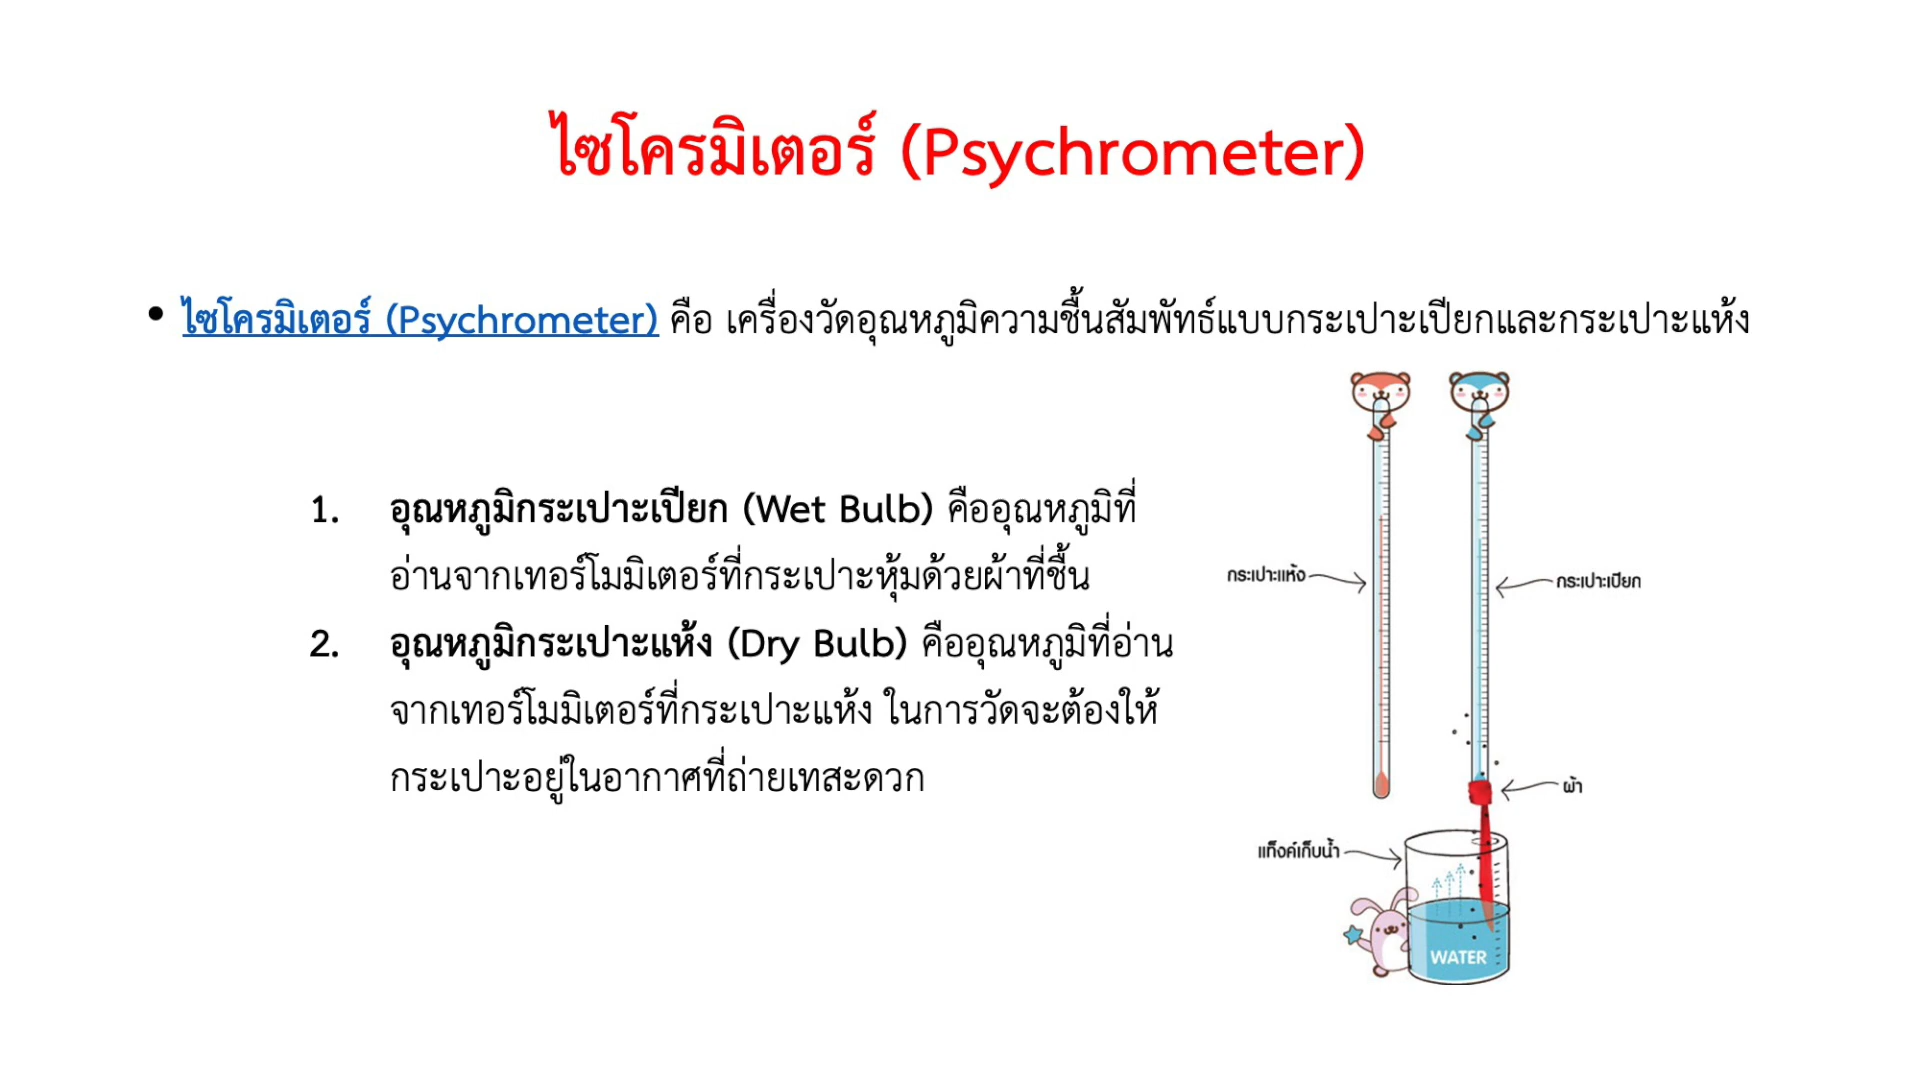 ไซโครมิเตอร์ (Psychrometer)
• ไซโครมิเตอร์ (Psychrometer) คือ เครื่องวัดอุณหภูมิความชื้นสัมพัทธ์แบบกระเปาะเปียกและกระเปาะแห้ง
1. อุณหภูมิกระเปาะเปียก (Wet Bulb) คืออุณหภูมิที่
อ่านจากเทอร์โมมิเตอร์ที่กระเปาะหุ้มด้วยผ้าที่ชื้น
2. อุณหภูมิกระเปาะแห้ง (Dry Bulb) คืออุณหภูมิที่อ่าน
จากเทอร์โมมิเตอร์ที่กระเปาะแห้ง ในการวัดจะต้องให้
กระเปาะอยู่ในอากาศที่ถ่ายเทสะดวก
กระเปาะแห้ง
กระเปาะเปียก
ผ้า
แท็งค์เก็บน้ำ
WATER